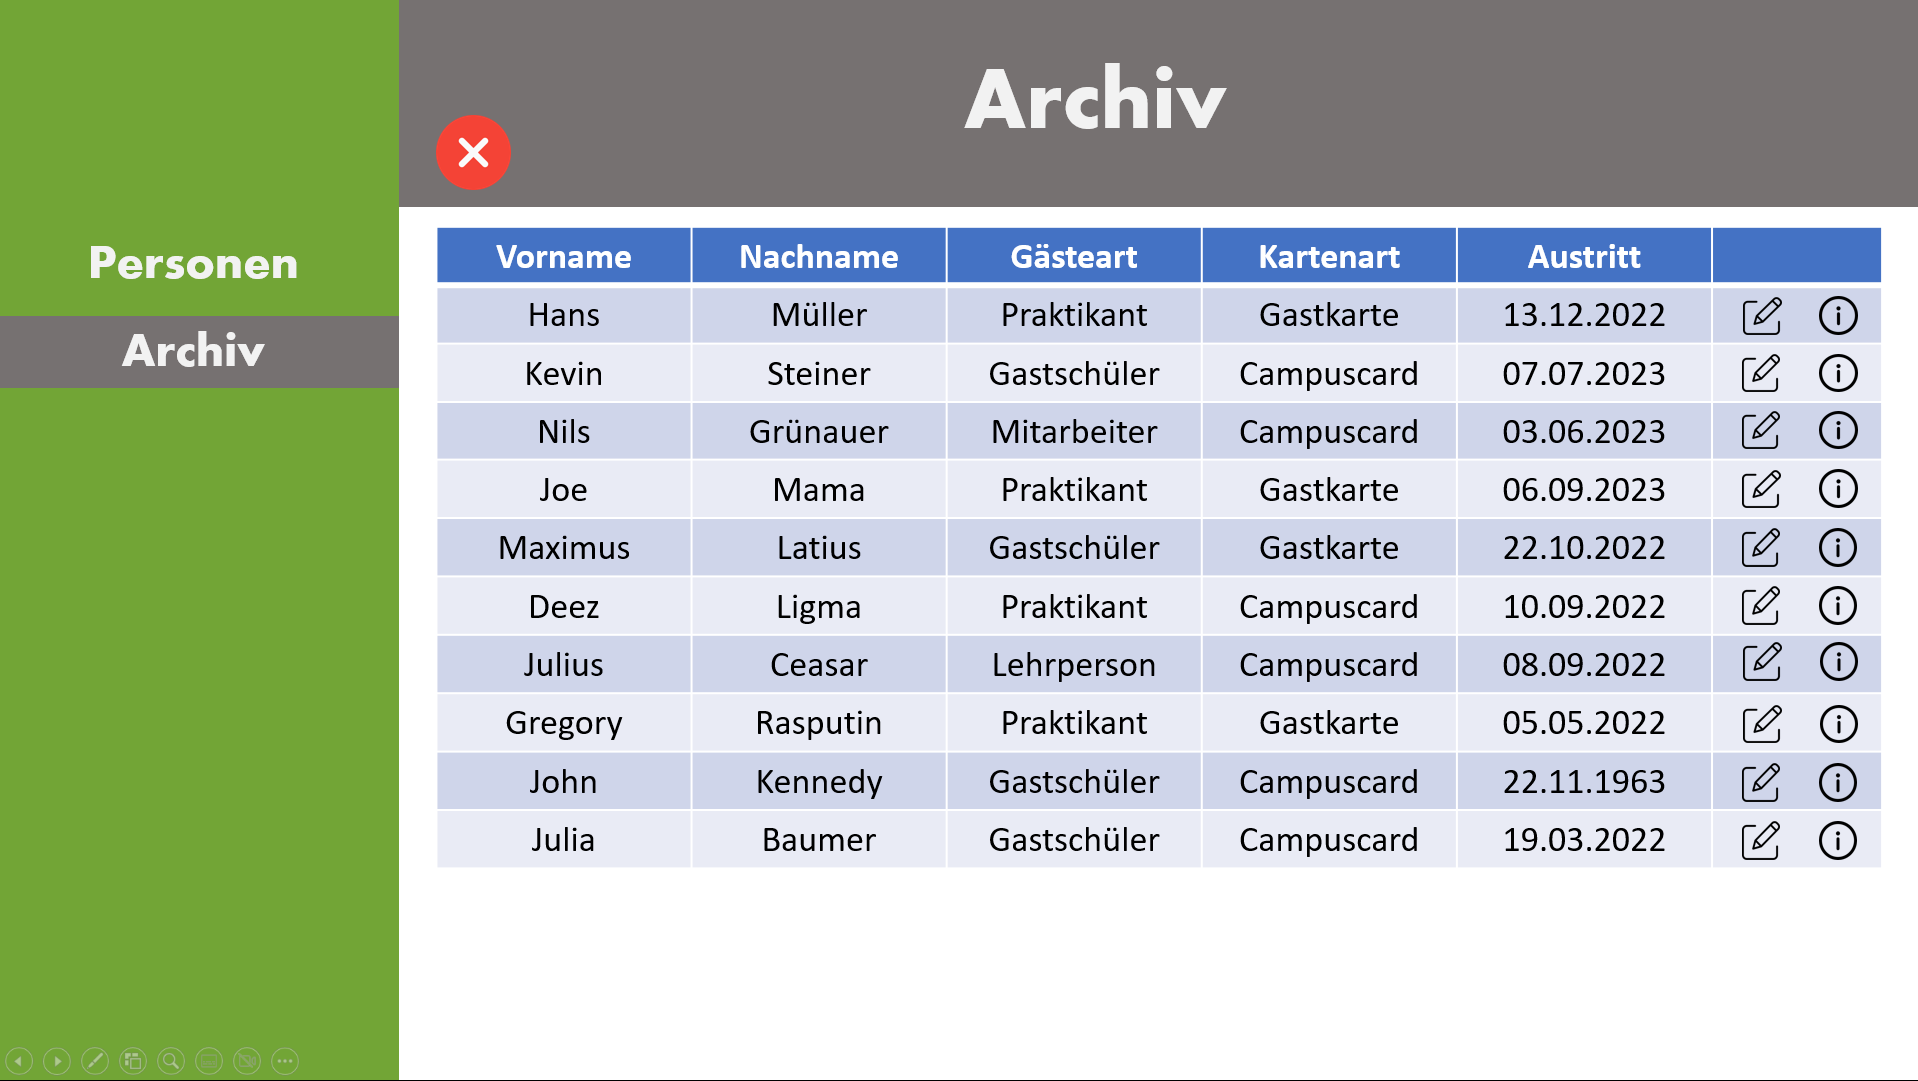 Archiv
Personen
Archiv
Vorname Nachname Gästeart Kartenart Austritt
Hans Müller Praktikant Gastkarte 13.12.2022
Kevin Steiner Gastschüler Campuscard 07.07.2023
Nils Grünauer Mitarbeiter Campuscard 03.06.2023
Joe Mama Praktikant Gastkarte 06.09.2023
Maximus Latius Gastschüler Gastkarte 22.10.2022
Deez Ligma Praktikant Campuscard 10.09.2022
Julius Ceasar Lehrperson Campuscard 08.09.2022
Gregory Rasputin Praktikant Gastkarte 05.05.2022
John Kennedy Gastschüler Campuscard 22.11.1963
Julia Baumer Gastschüler Campuscard 19.03.2022